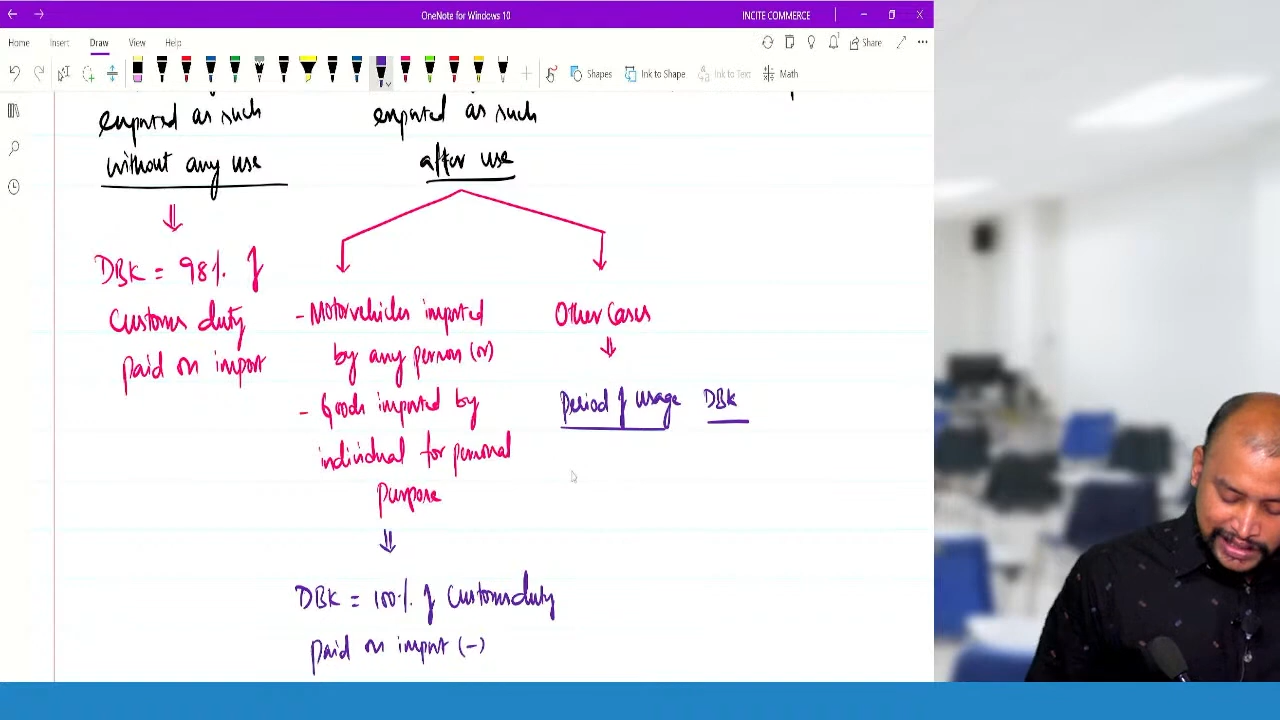 OneNote for Windows 10
INCITE COMMERCE
Home Insert Draw View Help
Share
Shapes Ink to Shape Ink to Text Math
exported as such
without any use
exported as such
after use
DBK = 98% of
Customs duty
paid on import
- Motorvehicles imported
by any person (or)
- Goods imported by
individual for personal
purpose
DBK = 100% of Customs duty
paid on import (-)
Other Cases
Period of usage DBK